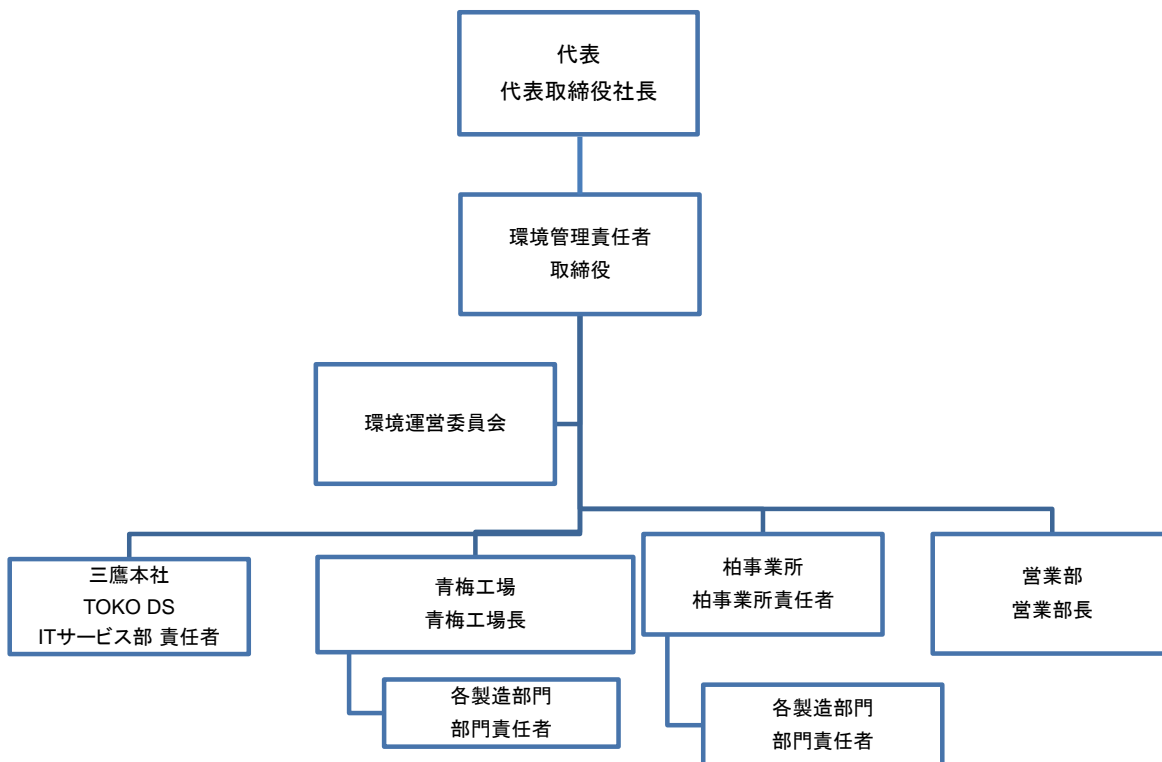 代表
代表取締役社長
環境管理責任者
取締役
環境運営委員会
三鷹本社
TOKO DS
ITサービス部 責任者
青梅工場
青梅工場長
柏事業所
柏事業所責任者
営業部
営業部長
各製造部門
部門責任者
各製造部門
部門責任者